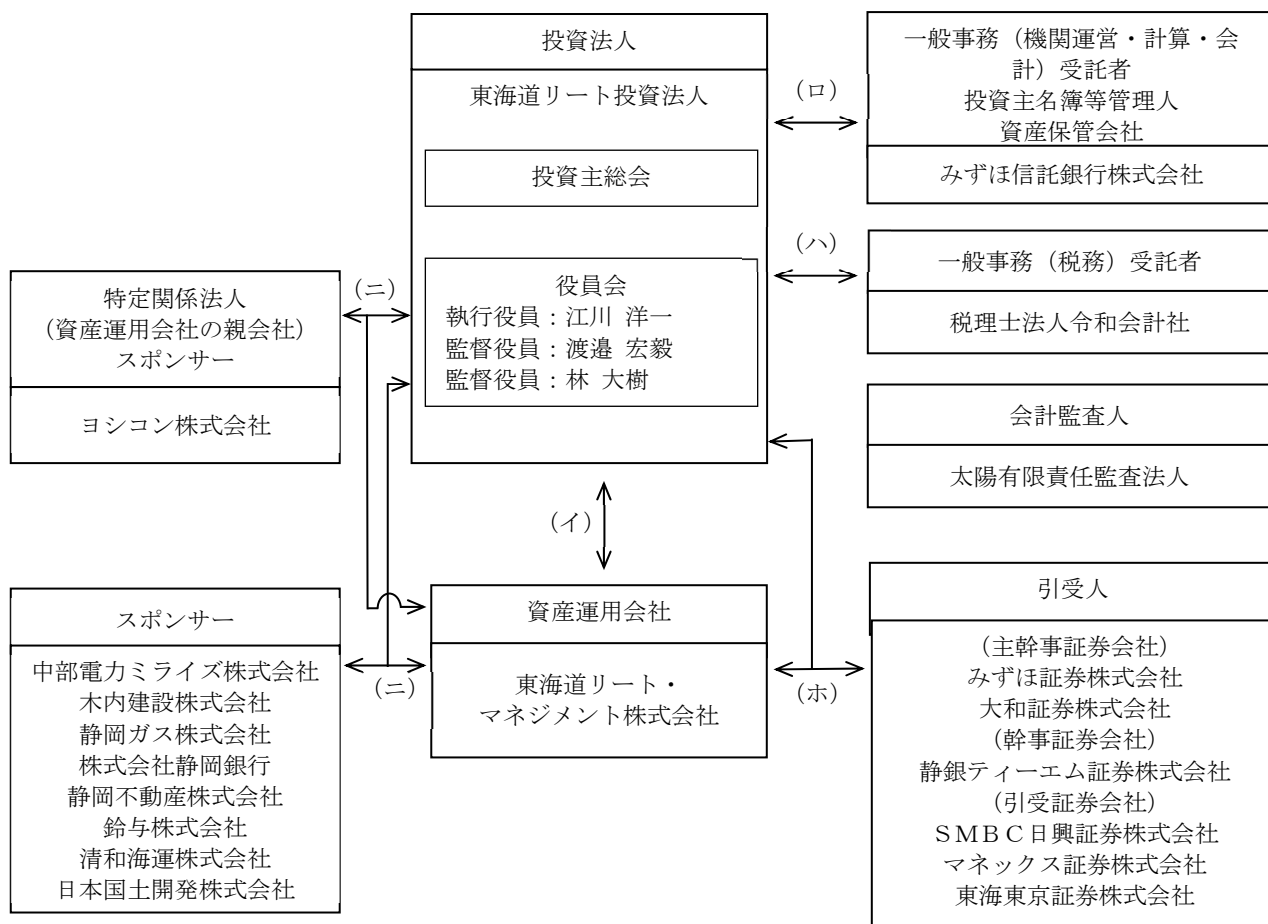 投資法人
東海道リート投資法人
投資主総会
役員会
執行役員：江川 洋一
監督役員：渡邉 宏毅
監督役員：林 大樹
(ロ)
一般事務（機関運営・計算・会
計）受託者
投資主名簿等管理人
資産保管会社
みずほ信託銀行株式会社
(ハ)
一般事務（税務）受託者
税理士法人令和会計社
会計監査人
太陽有限責任監査法人
特定関係法人
(資産運用会社の親会社)
スポンサー
ヨシコン株式会社
(ニ)
(イ)
スポンサー
中部電力ミライズ株式会社
木内建設株式会社
静岡ガス株式会社
株式会社静岡銀行
静岡不動産株式会社
鈴与株式会社
清和海運株式会社
日本国土開発株式会社
(ニ)
資産運用会社
東海道リート・
マネジメント株式会社
(ホ)
引受人
(主幹事証券会社)
みずほ証券株式会社
大和証券株式会社
(幹事証券会社)
静銀ティーエム証券株式会社
(引受証券会社)
ＳＭＢＣ日興証券株式会社
マネックス証券株式会社
東海東京証券株式会社